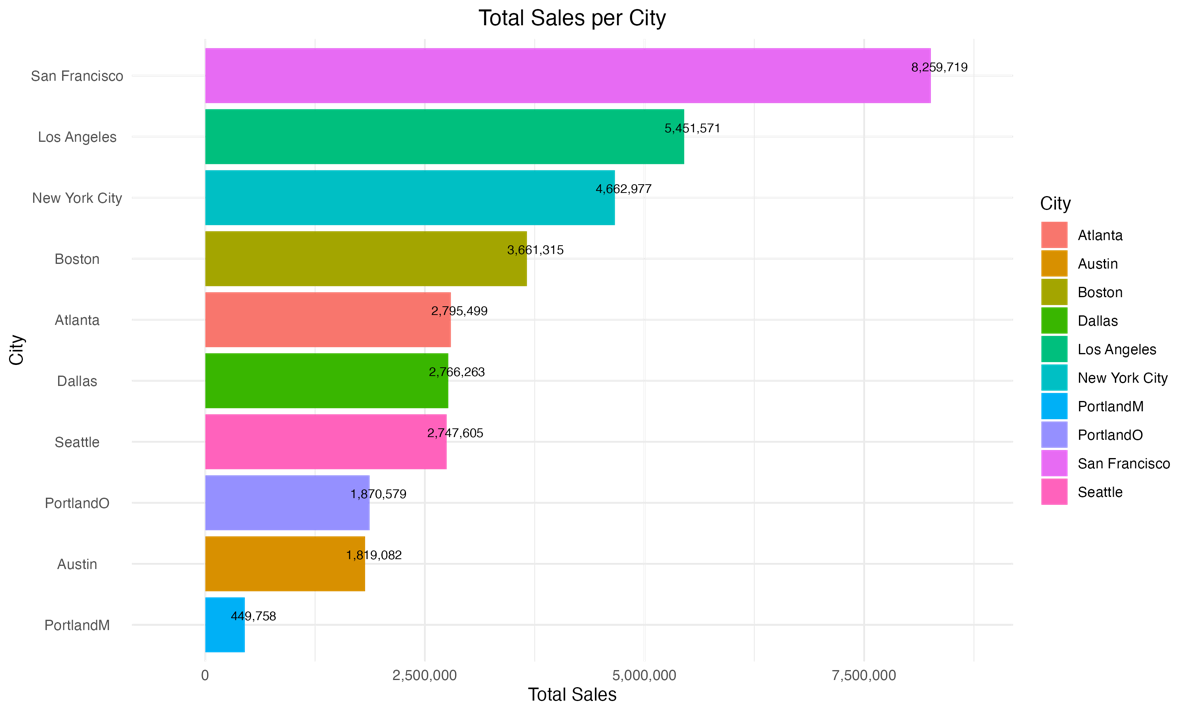 Total Sales per City
San Francisco
8,259,719
Los Angeles
5,451,571
New York City
4,662,977
Boston
3,661,315
Atlanta
2,795,499
Dallas
2,766,263
Seattle
2,747,605
PortlandO
1,870,579
Austin
1,819,082
PortlandM
449,758
City
0
2,500,000
5,000,000
7,500,000
Total Sales
City
Atlanta
Austin
Boston
Dallas
Los Angeles
New York City
PortlandM
PortlandO
San Francisco
Seattle